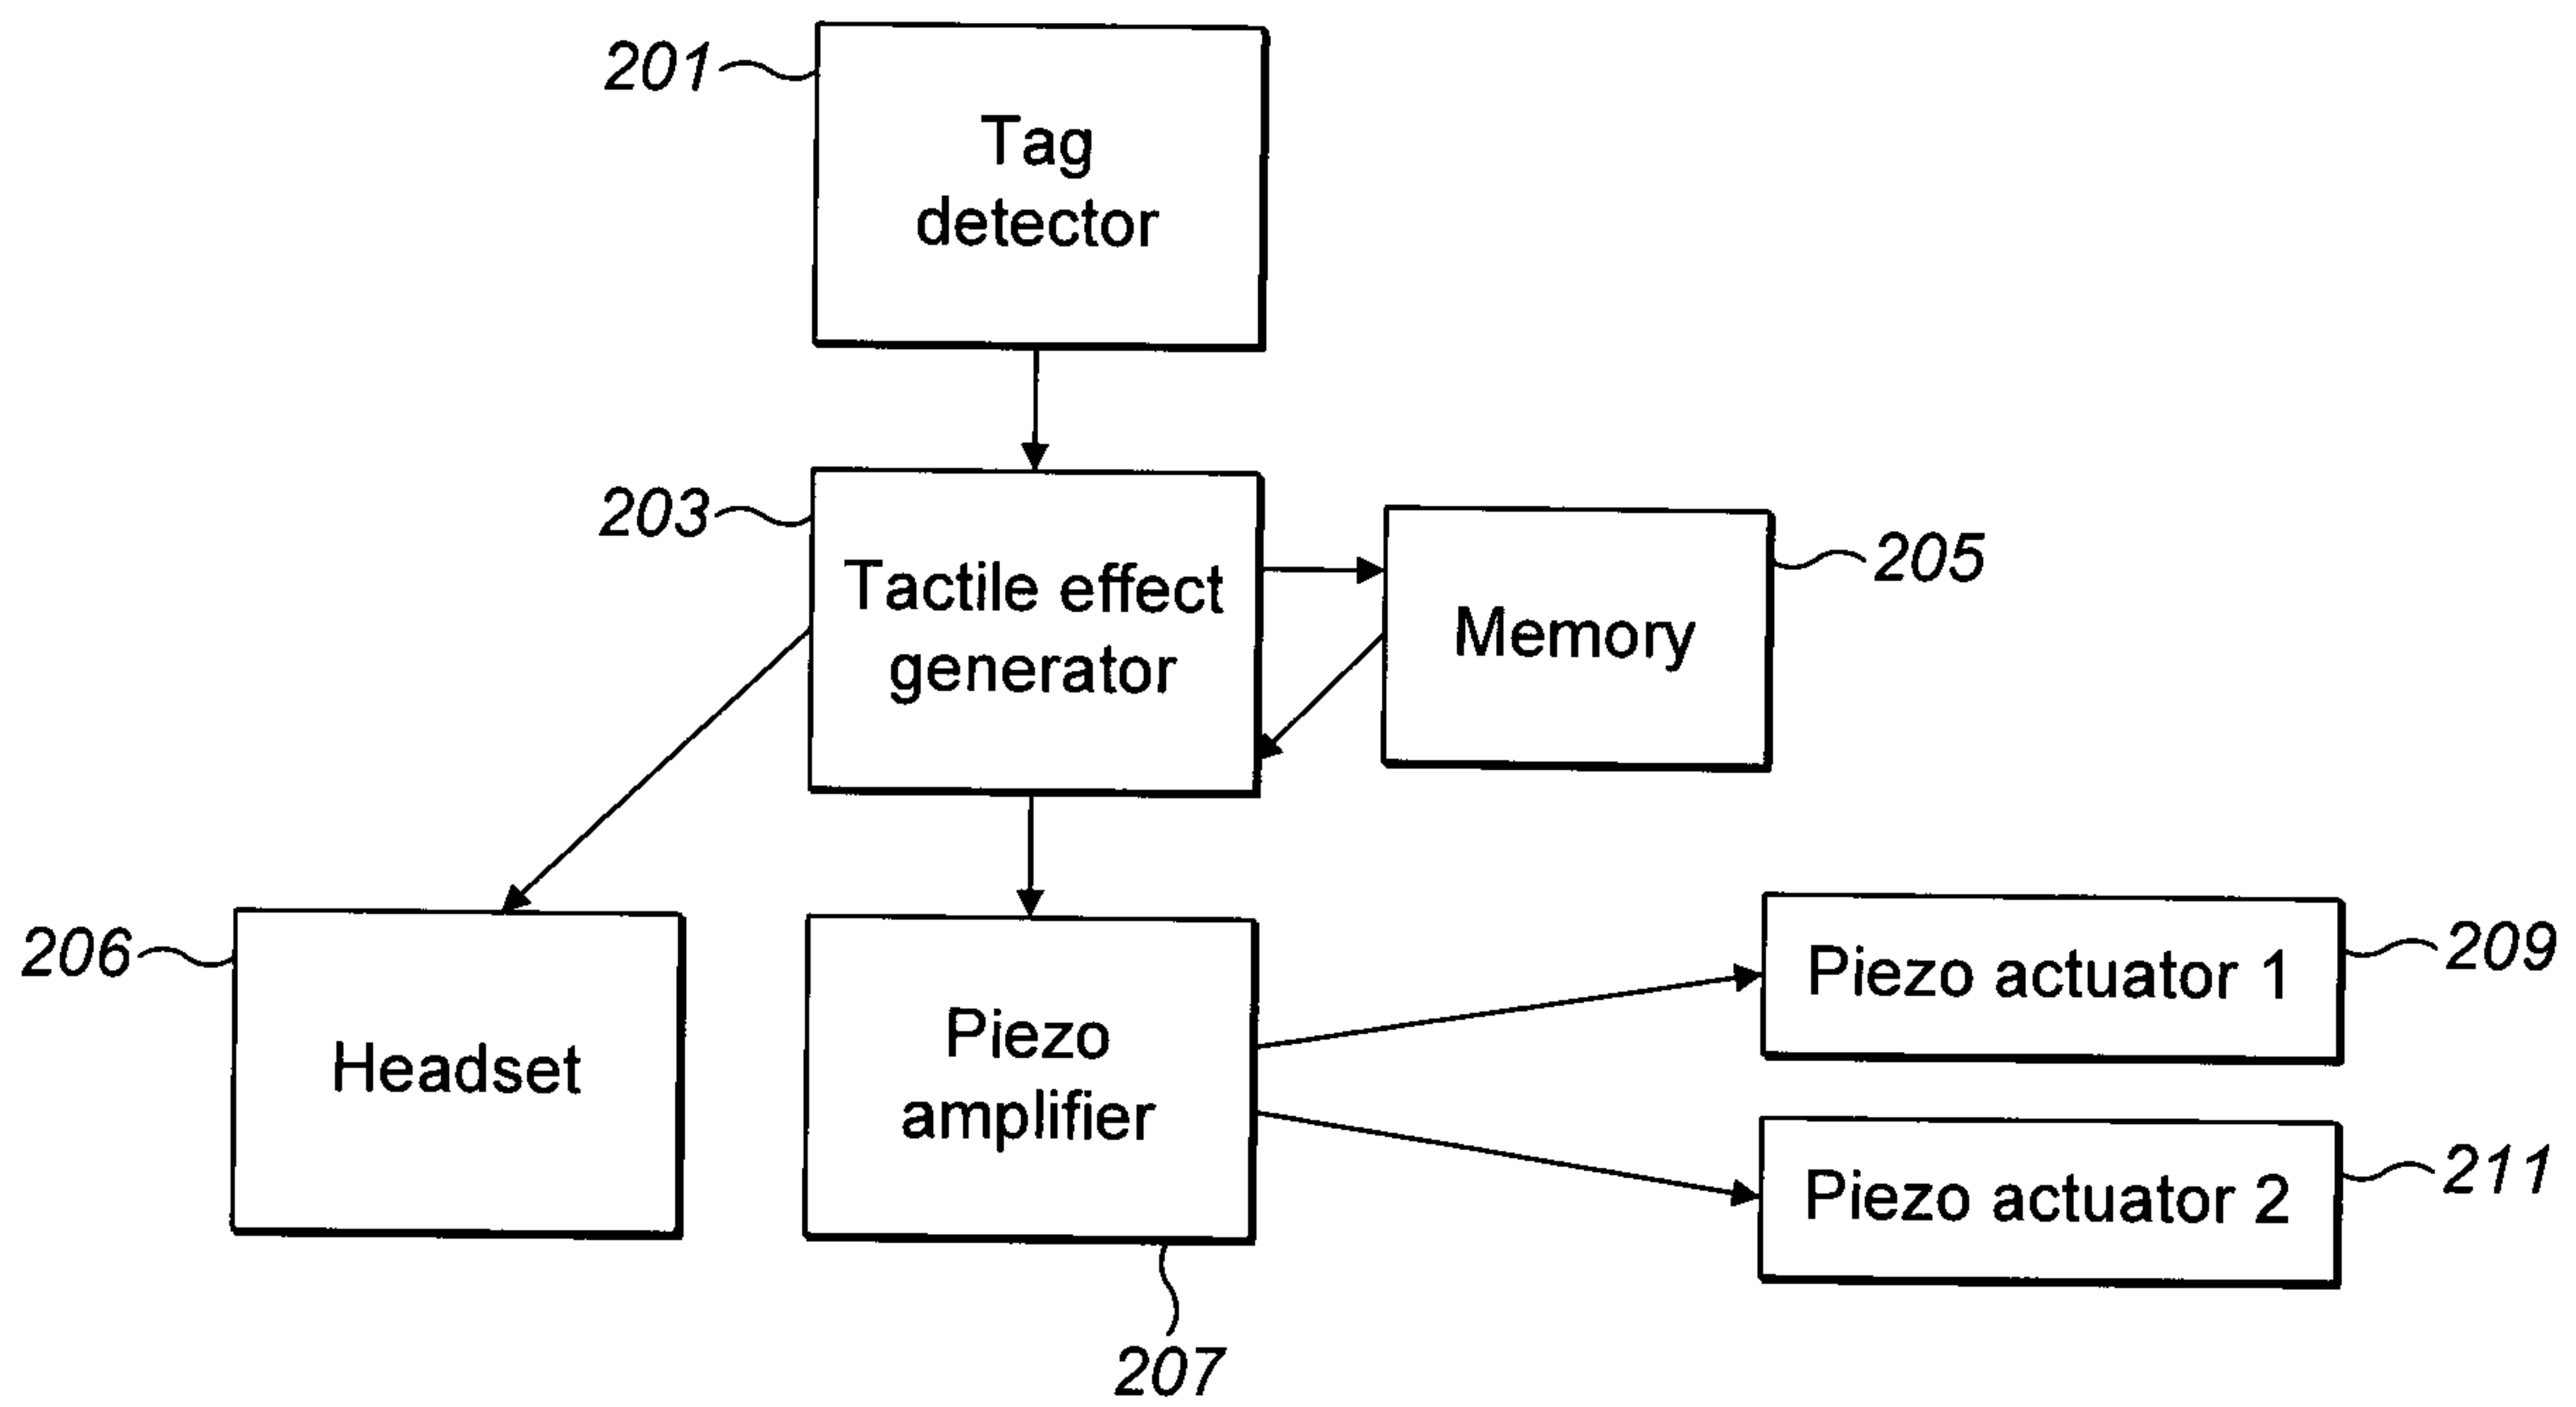 201
Tag
detector
203
Tactile effect
generator
205
Memory
206
Headset
Piezo
amplifier
207
Piezo actuator 1
209
Piezo actuator 2
211